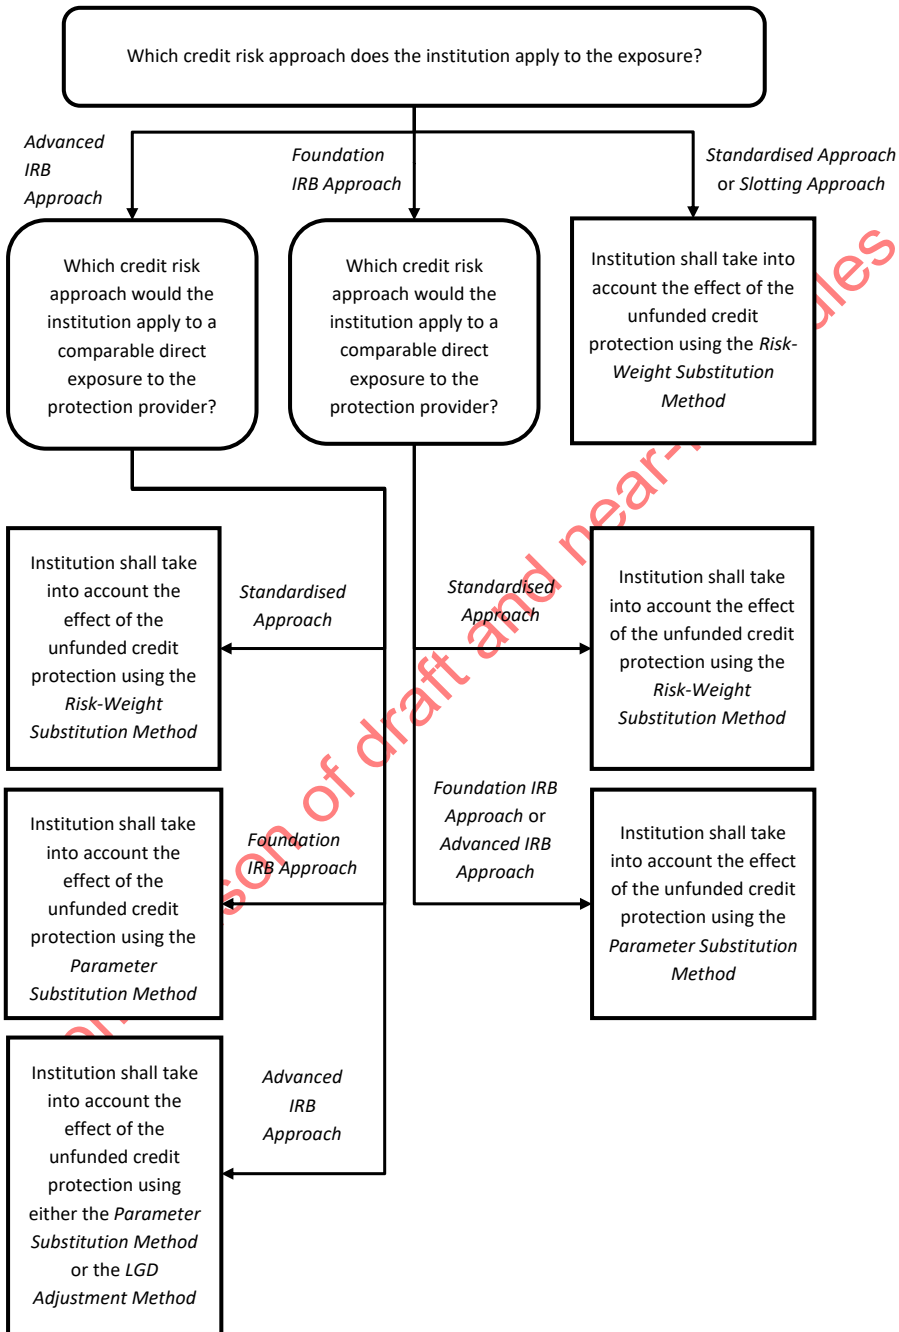 Which credit risk approach does the institution apply to the exposure?
Advanced
IRB
Approach
Foundation
IRB Approach
Standardised Approach
or Slotting Approach
Which credit risk
approach would the
institution apply to a
comparable direct
exposure to the
protection provider?
Which credit risk
approach would the
institution apply to a
comparable direct
exposure to the
protection provider?
Institution shall take into
account the effect of the
unfunded credit
protection using the Risk-
Weight Substitution
Method
Institution shall take
into account the
effect of the
unfunded credit
protection using the
Risk-Weight
Substitution Method
Standardised
Approach
Standardised
Approach
Institution shall take
into account the effect
of the unfunded credit
protection using the
Risk-Weight
Substitution Method
Institution shall take
into account the
effect of the
unfunded credit
protection using the
Parameter
Substitution Method
Foundation
IRB Approach
Foundation IRB
Approach or
Advanced IRB
Approach
Institution shall take
into account the effect
of the unfunded credit
protection using the
Parameter Substitution
Method
Institution shall take
into account the
effect of the
unfunded credit
protection using
either the Parameter
Substitution Method
or the LGD
Adjustment Method
Advanced
IRB
Approach
son of draft and near-